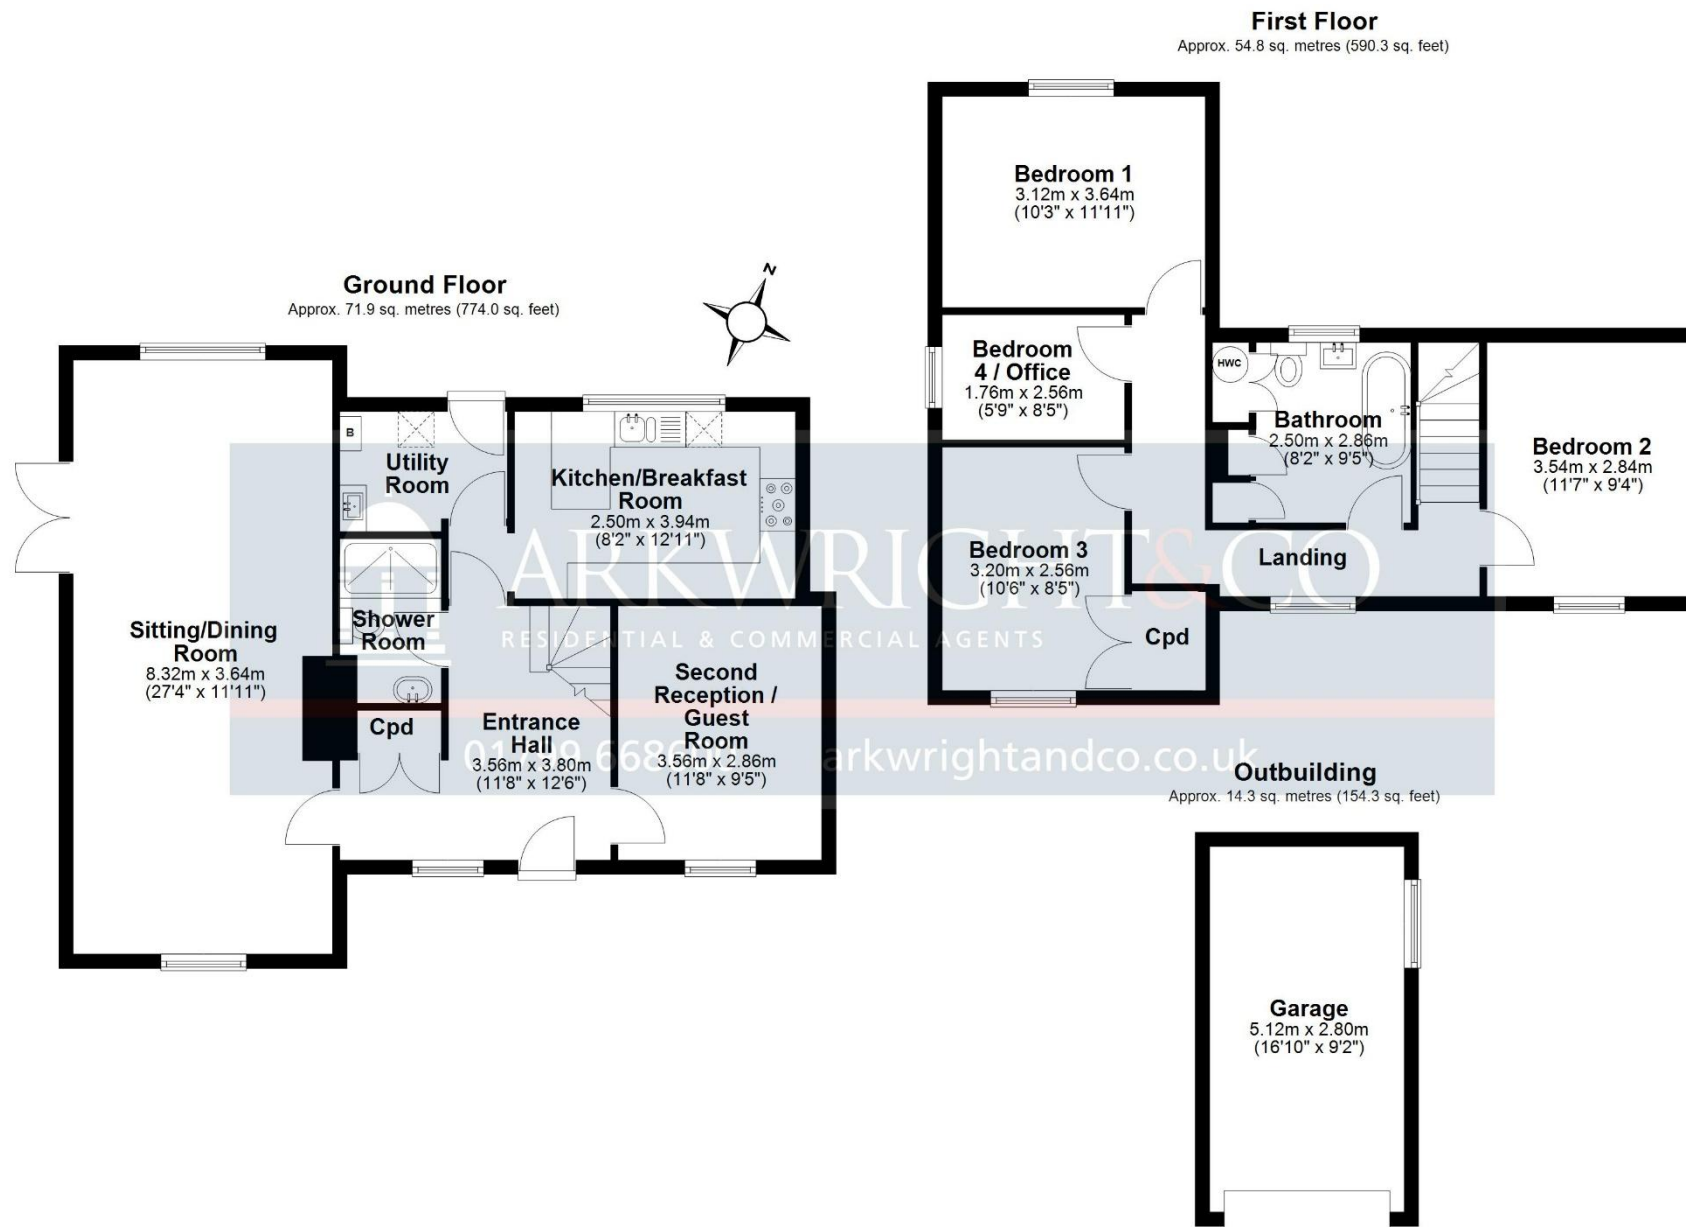 First Floor
Approx. 54.8 sq. metres (590.3 sq. feet)
Bedroom 1
3.12m x 3.64m
(10'3" x 11'11")
Ground Floor
Approx. 71.9 sq. metres (774.0 sq. feet)
N
Bedroom
4 / Office
1.76m x 2.56m
(5'9" x 8'5")
HWC
Bathroom
2.50m x 2.86m
(8'2" x 9'5")
Bedroom 2
3.54m x 2.84m
(11'7" x 9'4")
B
Utility
Room
Kitchen/Breakfast
Room
2.50m x 3.94m
(8'2" x 12'11")
Bedroom 3
3.20m x 2.56m
(10'6" x 8'5")
Landing
ARKWRIGHT&CO
RESIDENTIAL & COMMERCIAL AGENTS
Shower
Room
Cpd
Sitting/Dining
Room
8.32m x 3.64m
(27'4" x 11'11")
Second
Reception /
Guest
Room
3.56m x 2.86m
(11'8" x 9'5")
Cpd
Entrance
Hall
3.56m x 3.80m
(11'8" x 12'6")
arkwrightandco.co.uk
Outbuilding
Approx. 14.3 sq. metres (154.3 sq. feet)
Garage
5.12m x 2.80m
(16'10" x 9'2")